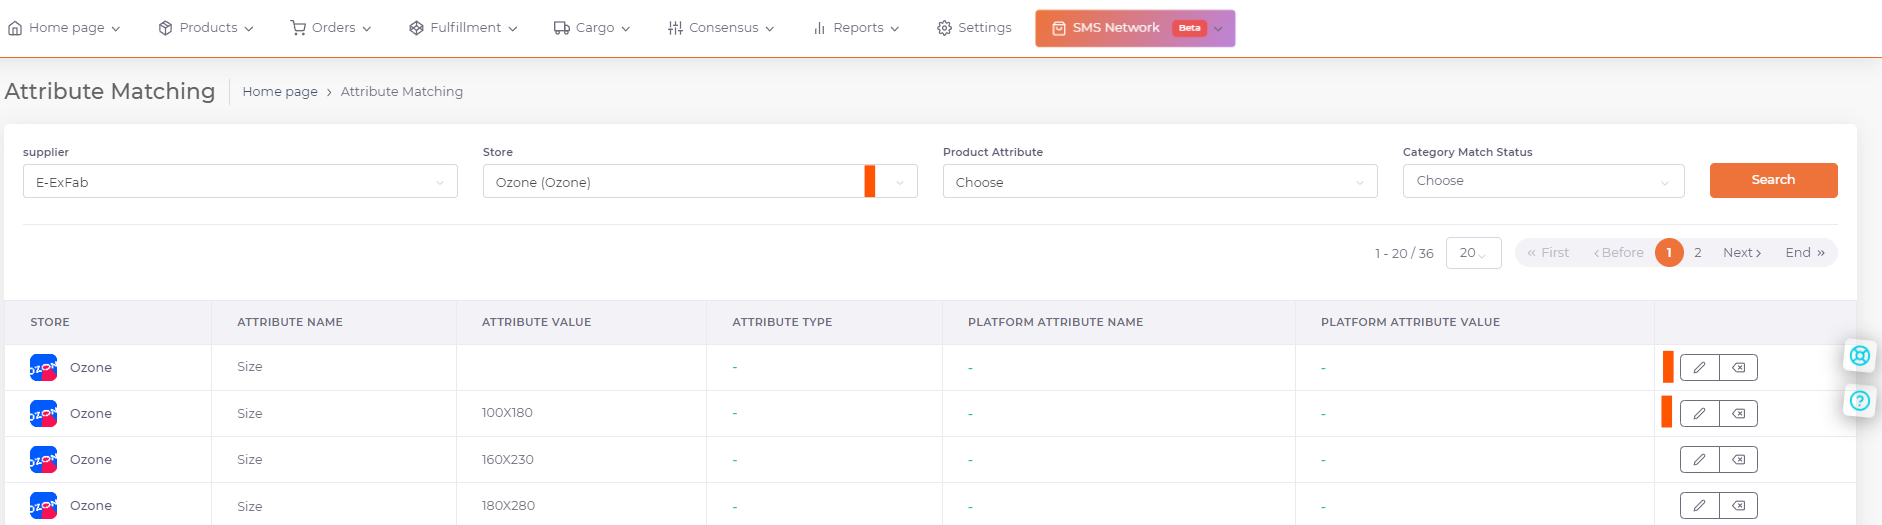 Home page Products Orders Fulfillment Cargo Consensus Reports Settings SMS Network Beta
Attribute Matching Home page › Attribute Matching
supplier Store Product Attribute Category Match Status
E-ExFab Ozone (Ozone) Choose Choose Search
1 - 20 / 36 20 « First ‹ Before 1 2 Next › End »
STORE ATTRIBUTE NAME ATTRIBUTE VALUE ATTRIBUTE TYPE PLATFORM ATTRIBUTE NAME PLATFORM ATTRIBUTE VALUE
OZON Ozone Size - - -
OZON Ozone Size 100X180 - - -
OZON Ozone Size 160X230 - - -
OZON Ozone Size 180X280 - - -